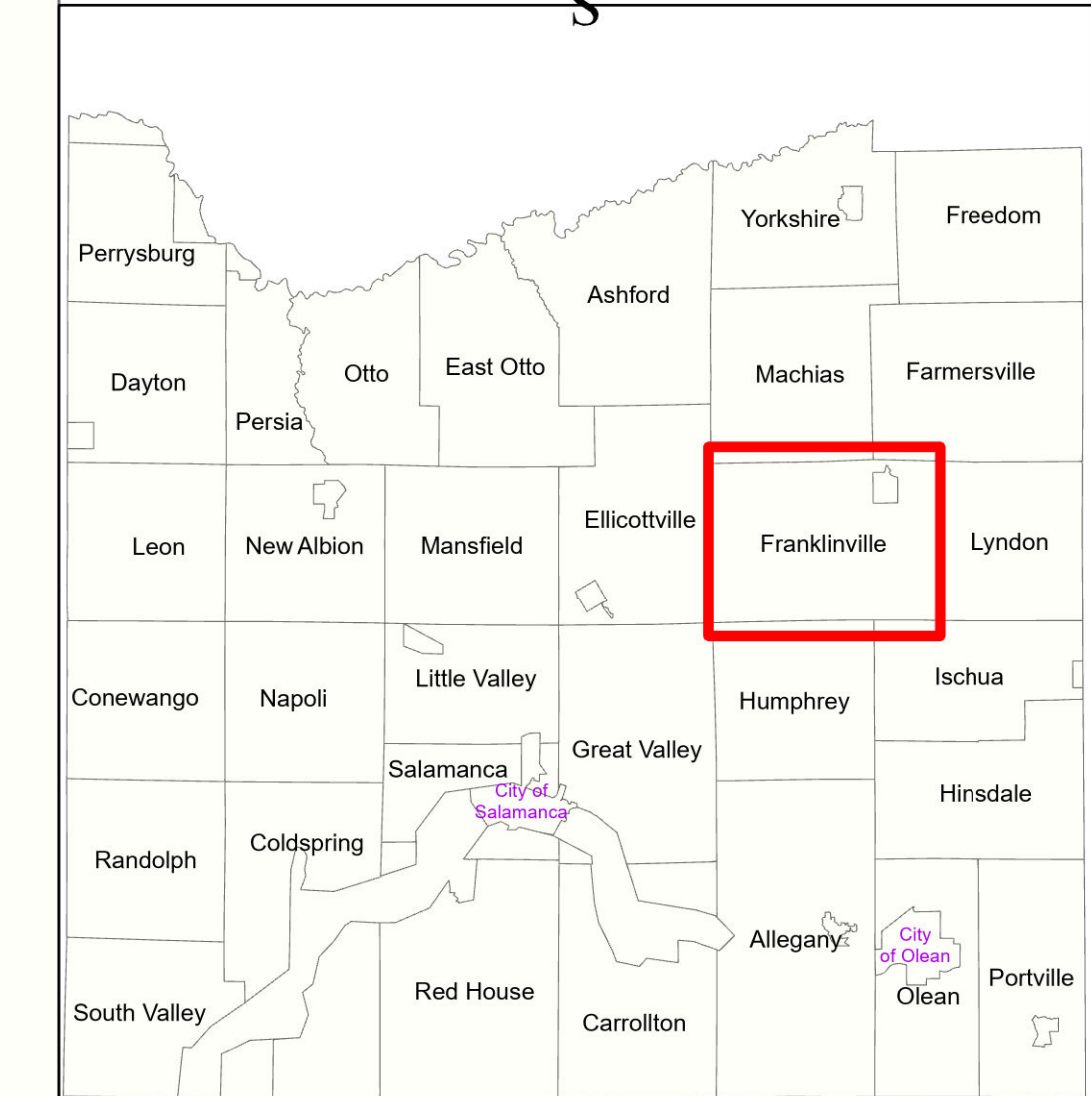 S
Yorkshire
Freedom
Perrysburg
Ashford
Otto
East Otto
Machias
Farmersville
Dayton
Persia
Ellicottville
Leon
New Albion
Mansfield
Franklinville
Lyndon
Conewango
Napoli
Little Valley
Humphrey
Ischua
Great Valley
Salamanca
City of
Salamanca
Hinsdale
Randolph
Coldspring
Allegany
City
of Olean
South Valley
Red House
Carrollton
Olean
Portville